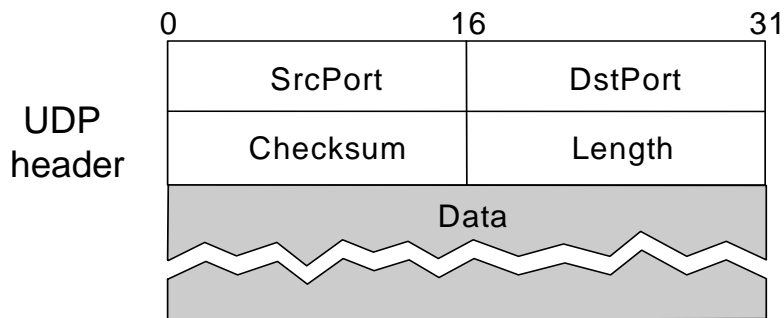 0 16 31
SrcPort DstPort
UDP
header
Checksum Length
Data